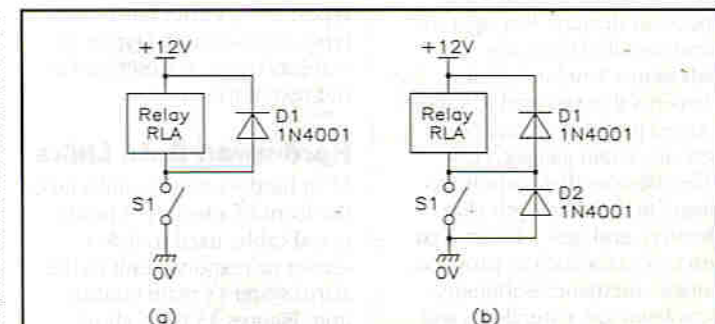 +12V
Relay
RLA
D1
1N4001
S1
0V
(a)
+12V
Relay
RLA
D1
1N4001
S1
D2
1N4001
0V
(b)